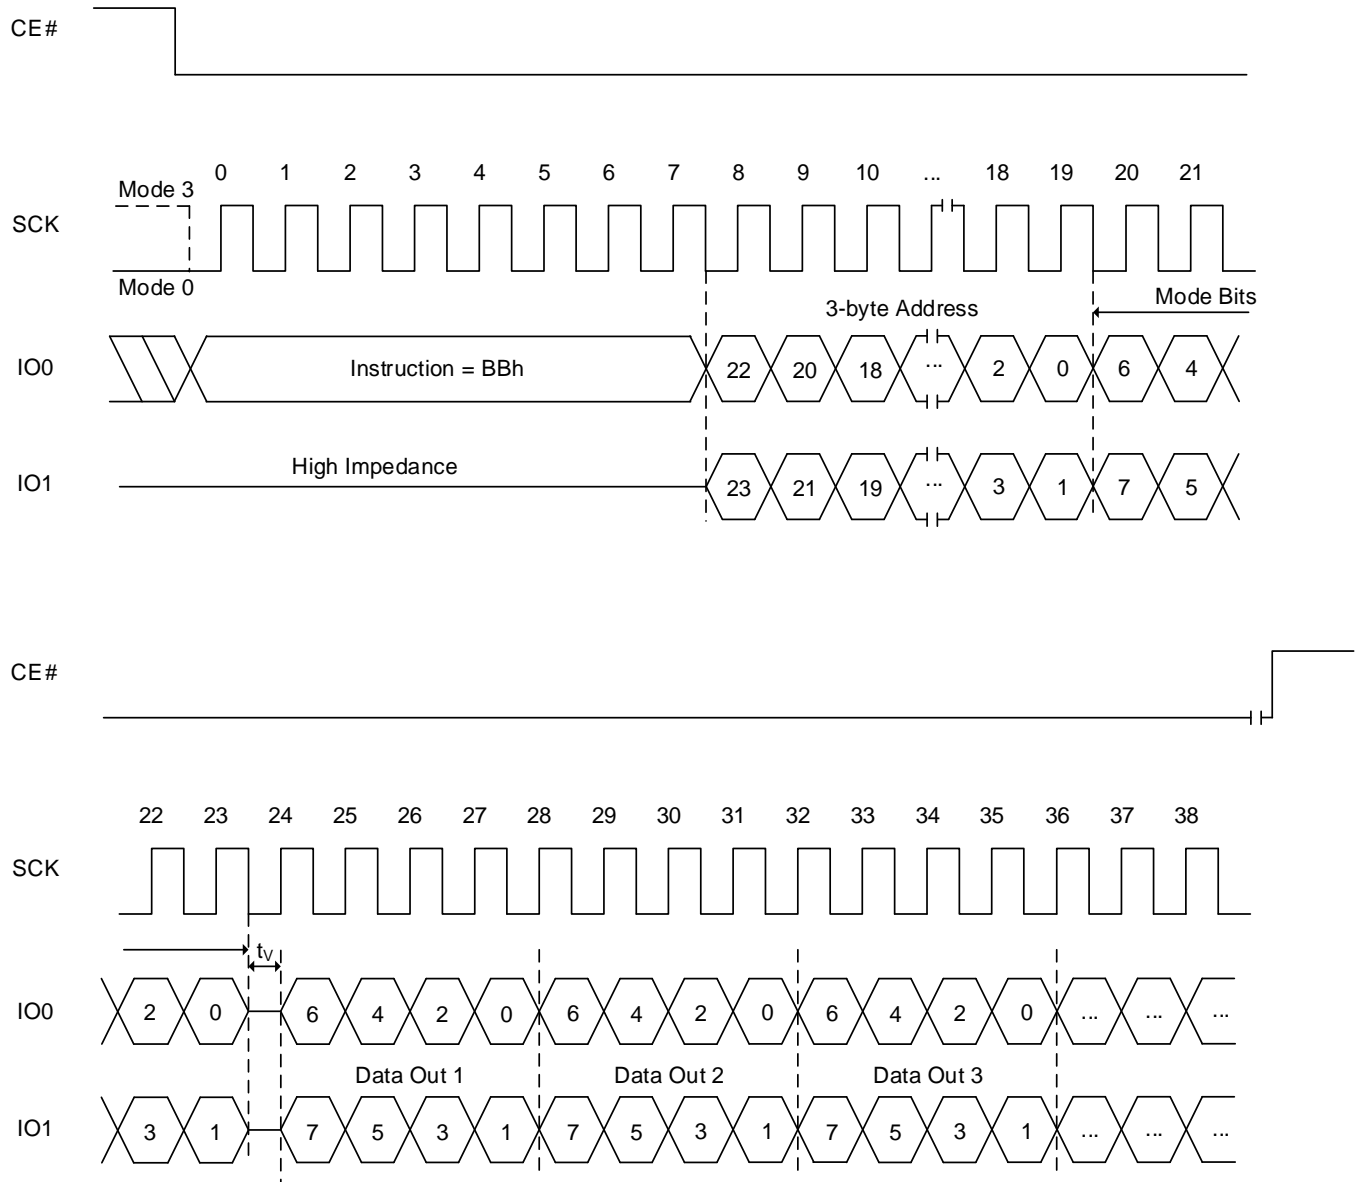 CE#
0 1 2 3 4 5 6 7 8 9 10 ... 18 19 20 21
Mode 3
SCK
Mode 0
3-byte Address Mode Bits
IO0 Instruction = BBh 22 20 18 ... 2 0 6 4
High Impedance
IO1 23 21 19 ... 3 1 7 5
CE#
22 23 24 25 26 27 28 29 30 31 32 33 34 35 36 37 38
SCK
tV
IO0 2 0 6 4 2 0 6 4 2 0 6 4 2 0 ... ... ...
Data Out 1 Data Out 2 Data Out 3
IO1 3 1 7 5 3 1 7 5 3 1 7 5 3 1 ... ... ...